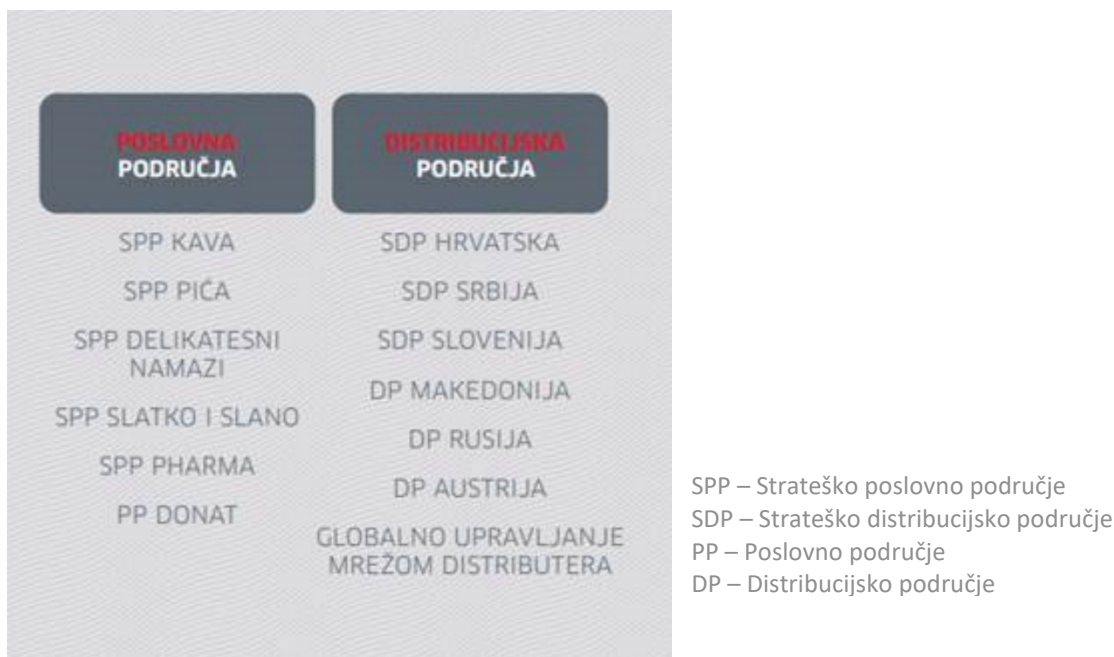 POSLOVNA
PODRUČJA
SPP KAVA
SPP PIĆA
SPP DELIKATESNI
NAMAZI
SPP SLATKO I SLANO
SPP PHARMA
PP DONAT
DISTRIBUCIJSKA
PODRUČJA
SDP HRVATSKA
SDP SRBIJA
SDP SLOVENIJA
DP MAKEDONIJA
DP RUSIJA
DP AUSTRIJA
GLOBALNO UPRAVLJANJE
MREŽOM DISTRIBUTERA
SPP – Strateško poslovno područje
SDP – Strateško distribucijsko područje
PP – Poslovno područje
DP – Distribucijsko područje